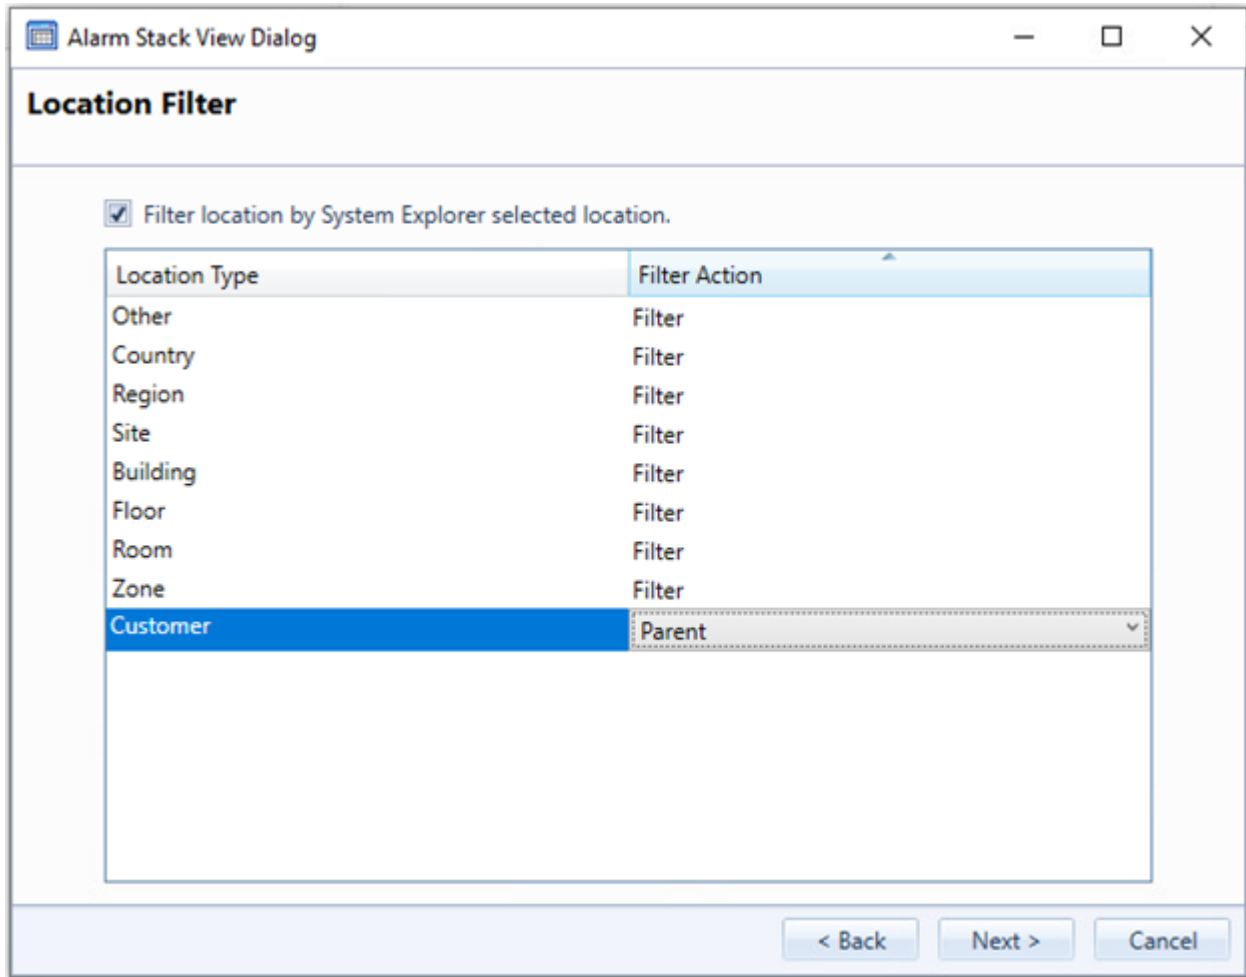 Alarm Stack View Dialog
Location Filter
Filter location by System Explorer selected location.
Location Type Filter Action
Other Filter
Country Filter
Region Filter
Site Filter
Building Filter
Floor Filter
Room Filter
Zone Filter
Customer Parent
< Back Next > Cancel